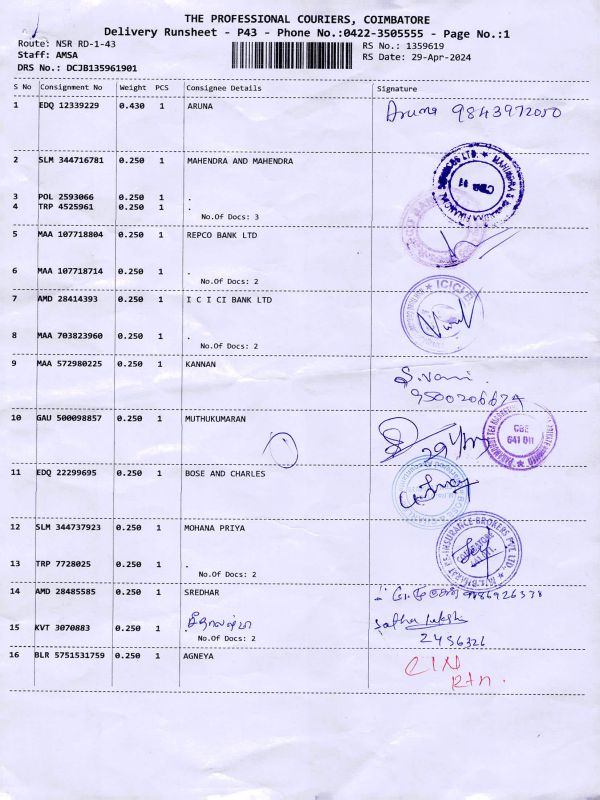 THE PROFESSIONAL COURIERS, COIMBATORE
Delivery Runsheet - P43 - Phone No.:0422-3505555 - Page No.:1
Route: NSR RD-1-43
RS No.: 1359619
Staff: AMSA
RS Date: 29-Apr-2024
DRS No.: DCJB135961901
S No Consignment No Weight PCS Consignee Details Signature
1 EDQ 12339229 0.430 1 ARUNA Aruna 9843972050
2 SLM 344716781 0.250 1 MAHENDRA AND MAHENDRA
3 POL 2593066 0.250 1 .
4 TRP 4525961 0.250 1 .
No.Of Docs: 3
5 MAA 107718804 0.250 1 REPCO BANK LTD
6 MAA 107718714 0.250 1 .
No.Of Docs: 2
7 AMD 28414393 0.250 1 I C I CI BANK LTD
8 MAA 703823960 0.250 1 .
No.Of Docs: 2
9 MAA 572980225 0.250 1 KANNAN S. Vani
9500206674
10 GAU 500098857 0.250 1 MUTHUKUMARAN
CBE
641 011
11 EDQ 22299695 0.250 1 BOSE AND CHARLES
12 SLM 344737923 0.250 1 MOHANA PRIYA
13 TRP 7728025 0.250 1 .
No.Of Docs: 2
14 AMD 28485585 0.250 1 SREDHAR
15 KVT 3070883 0.250 1
No.Of Docs: 2 2456326
16 BLR 5751531759 0.250 1 AGNEYA CIN
Rtn.